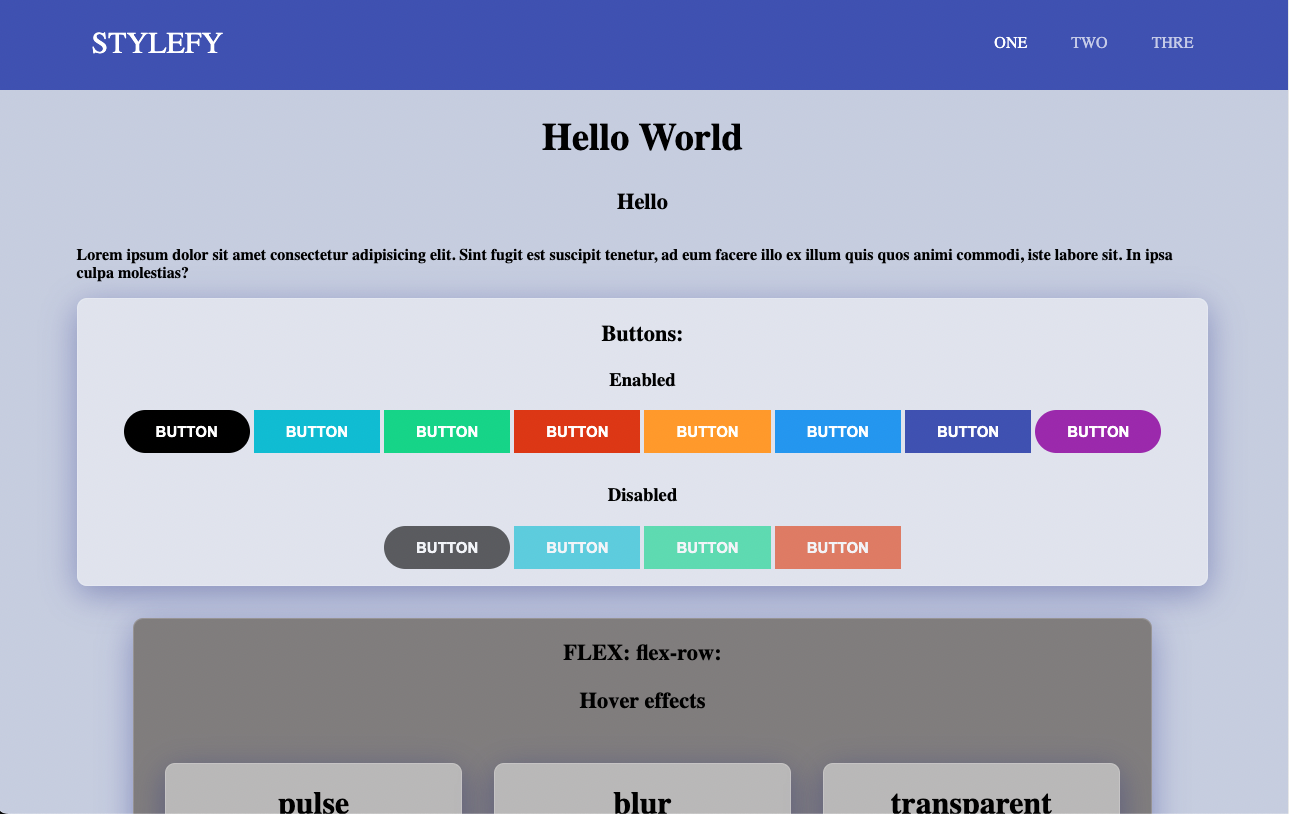 STYLEFY
ONE TWO THRE
Hello World
Hello
Lorem ipsum dolor sit amet consectetur adipisicing elit. Sint fugit est suscipit tenetur, ad eum facere illo ex illum quis quos animi commodi, iste labore sit. In ipsa
culpa molestias?
Buttons:
Enabled
BUTTON BUTTON BUTTON BUTTON BUTTON BUTTON BUTTON BUTTON
Disabled
BUTTON BUTTON BUTTON BUTTON
FLEX: flex-row:
Hover effects
pulse blur transparent